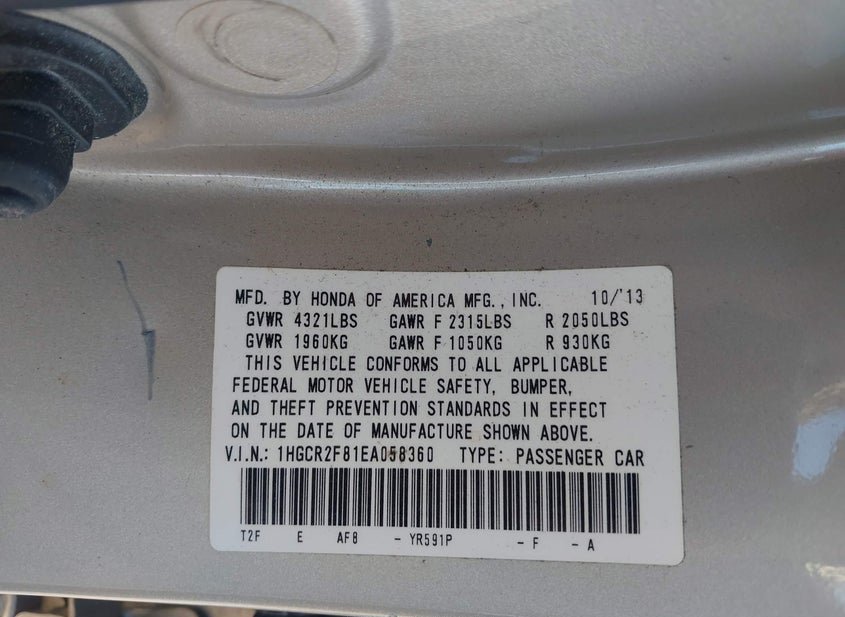 MFD. BY HONDA OF AMERICA MFG., INC. 10/'13
GVWR 4321LBS GAWR F 2315LBS R 2050LBS
GVWR 1960KG GAWR F 1050KG R 930KG
THIS VEHICLE CONFORMS TO ALL APPLICABLE
FEDERAL MOTOR VEHICLE SAFETY, BUMPER,
AND THEFT PREVENTION STANDARDS IN EFFECT
ON THE DATE OF MANUFACTURE SHOWN ABOVE.
V.I.N.: 1HGCR2F81EA058360 TYPE: PASSENGER CAR
T2F E AF8 - YR591P - F - A